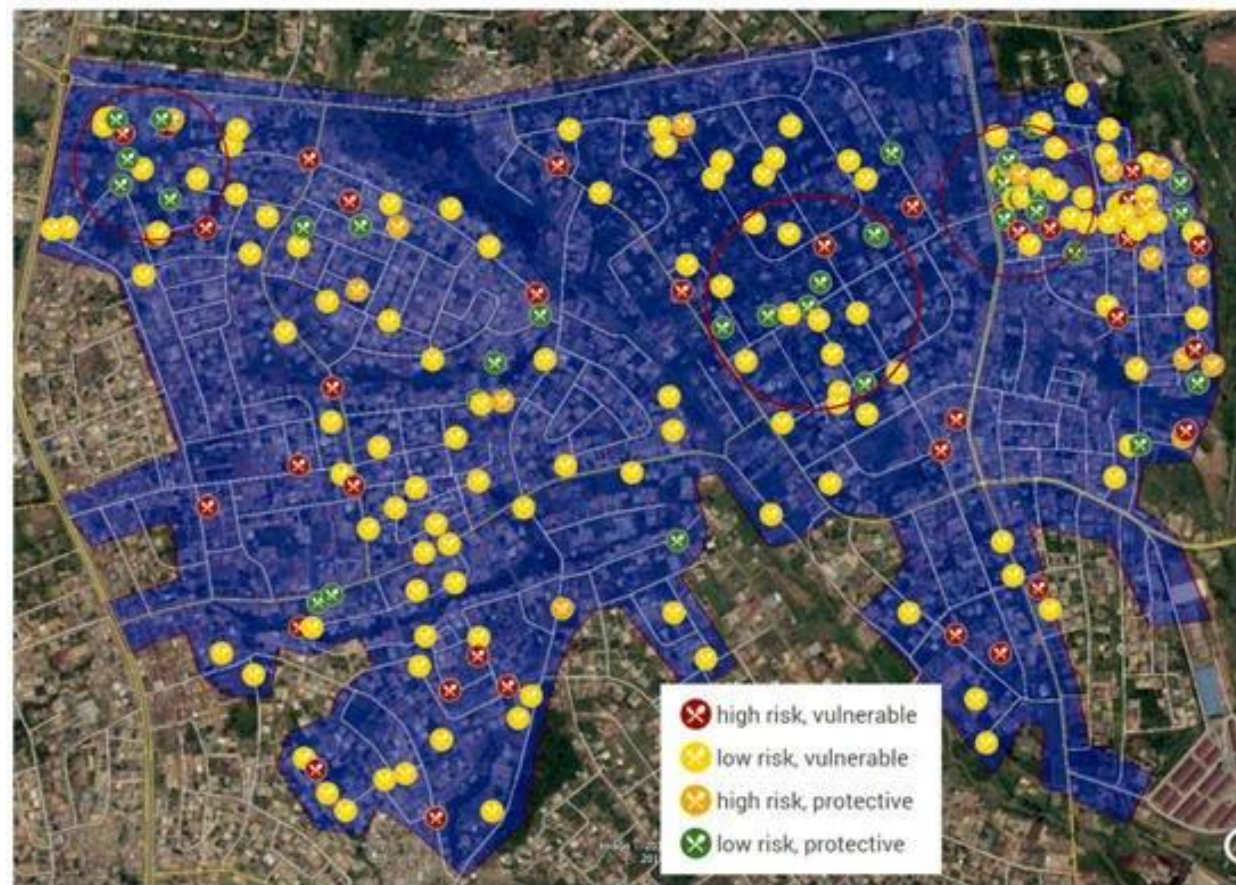 high risk, vulnerable
low risk, vulnerable
high risk, protective
low risk, protective